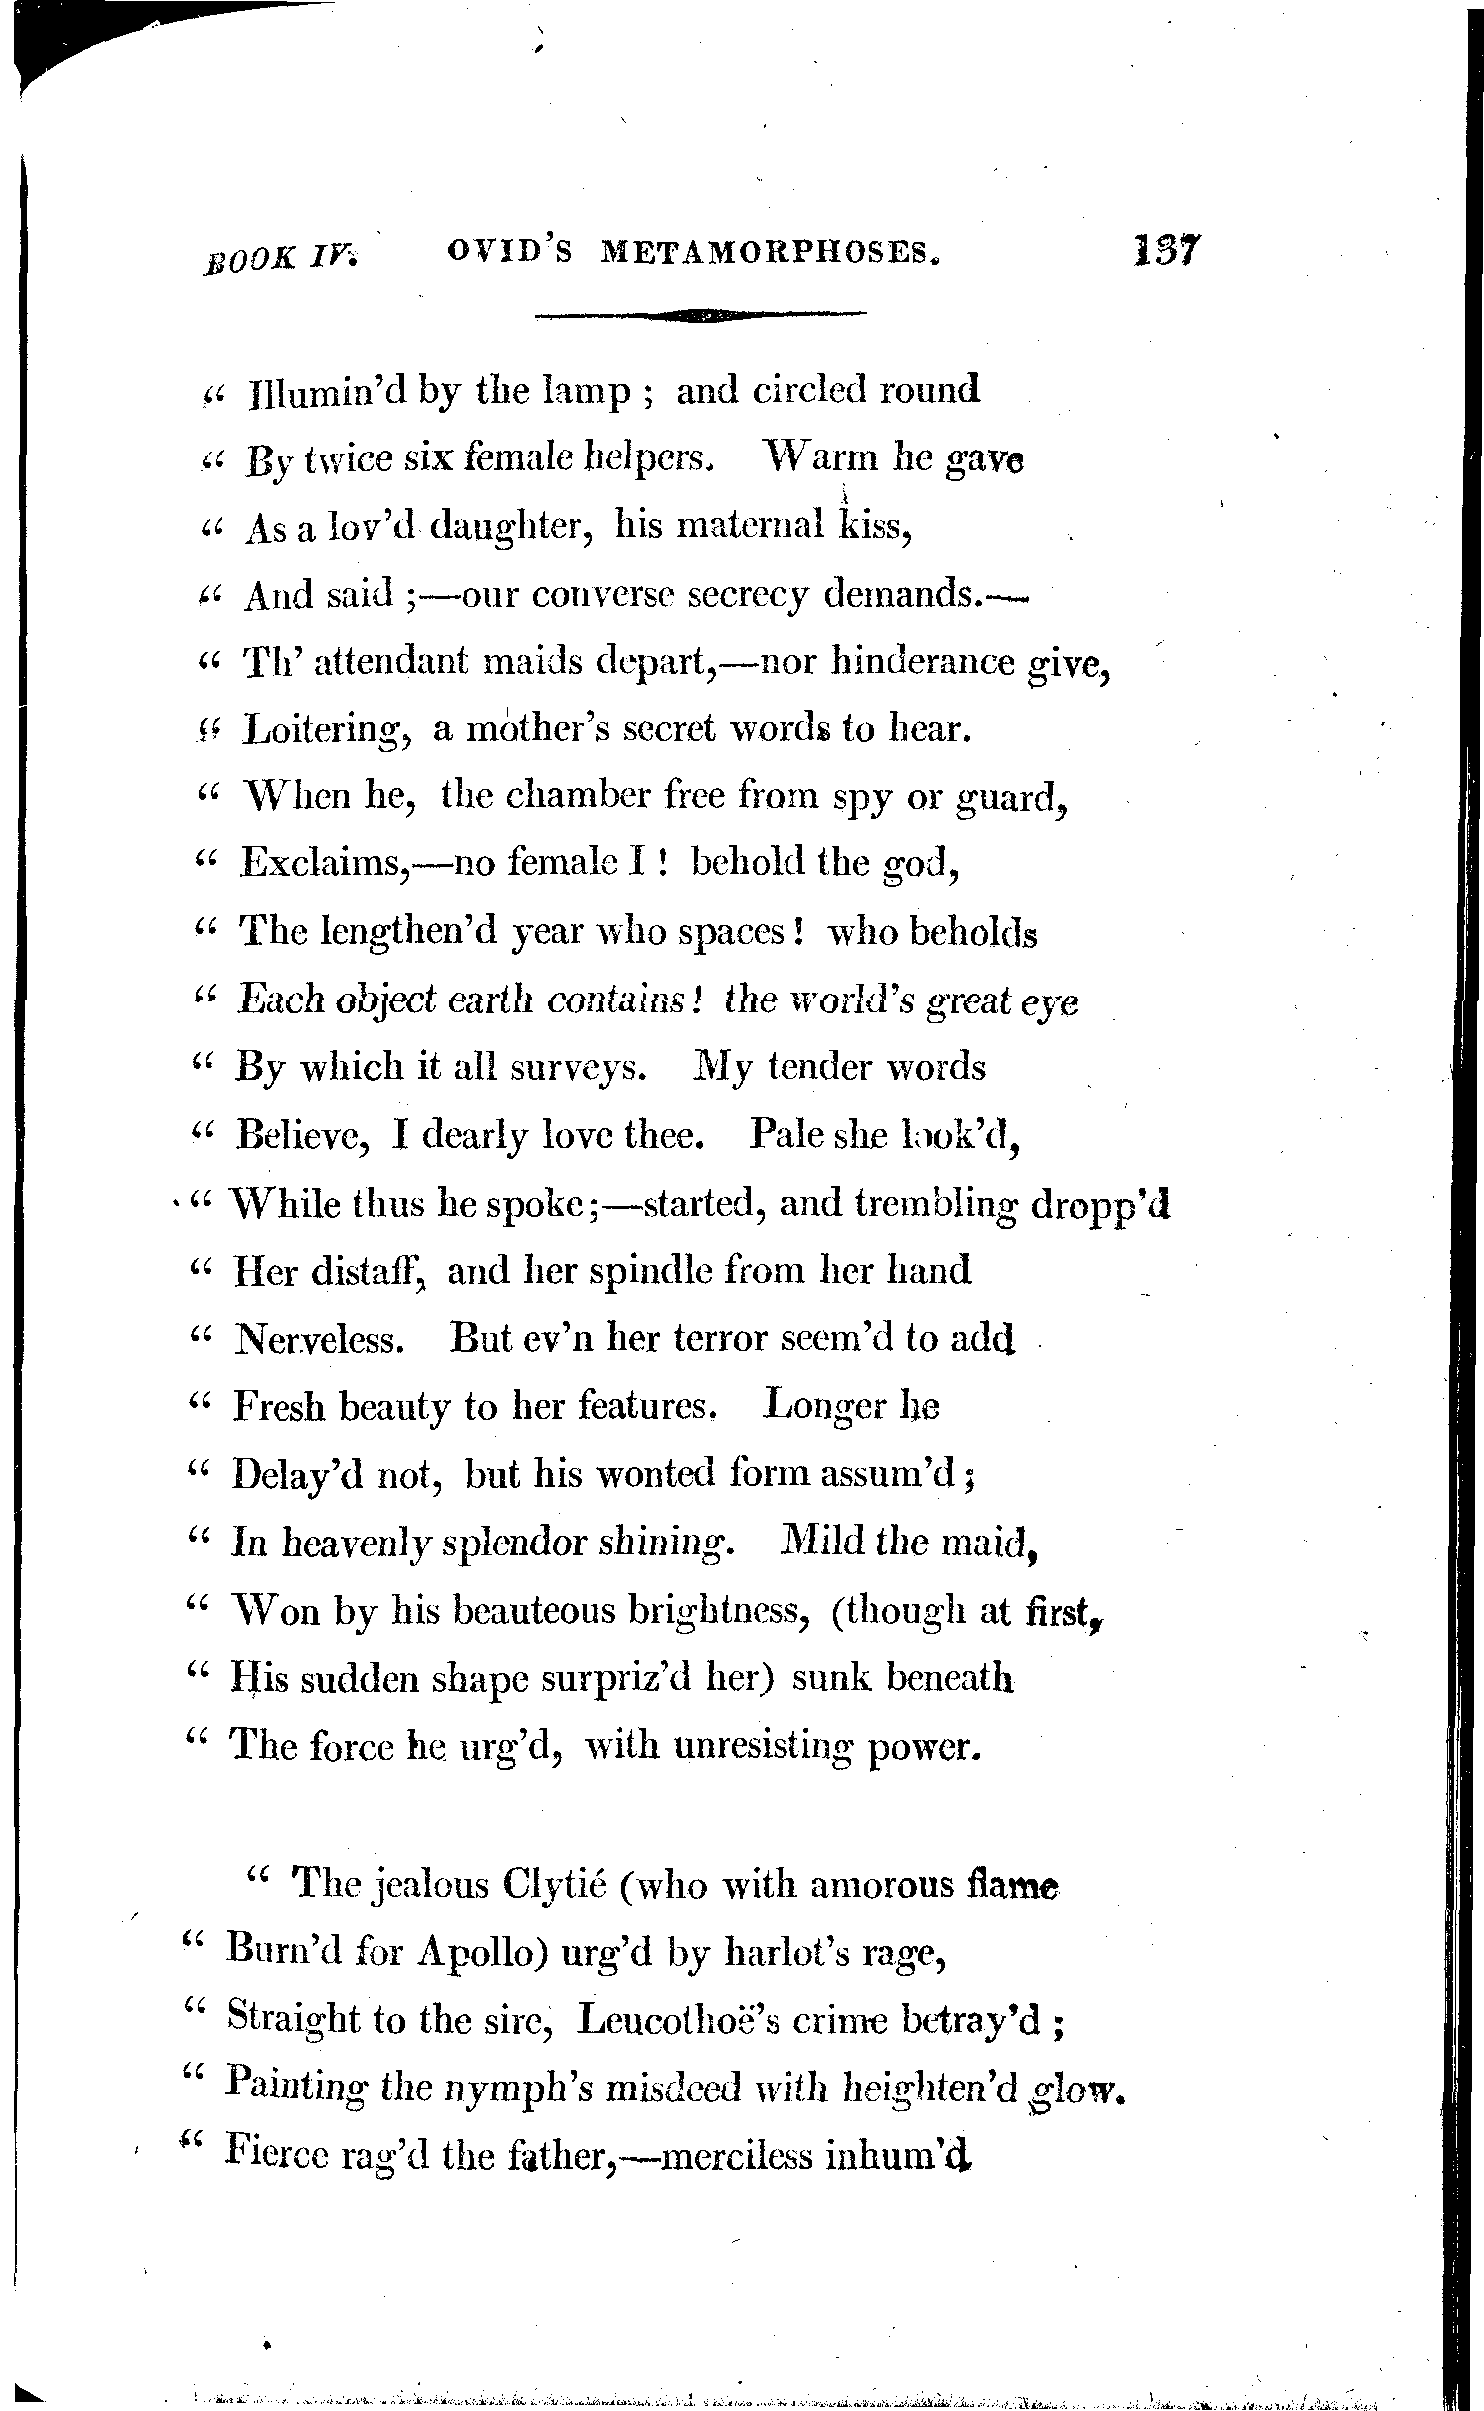 BOOK IV. OVID'S METAMORPHOSES. 137
“ Illumin'd by the lamp ; and circled round
“ By twice six female helpers. Warm he gave
“ As a lov'd daughter, his maternal kiss,
“ And said ;—our converse secrecy demands.—
“ Th' attendant maids depart,—nor hinderance give,
“ Loitering, a mother's secret words to hear.
“ When he, the chamber free from spy or guard,
“ Exclaims,—no female I ! behold the god,
“ The lengthen'd year who spaces ! who beholds
“ Each object earth contains ! the world's great eye
“ By which it all surveys. My tender words
“ Believe, I dearly love thee. Pale she look'd,
“ While thus he spoke ;—started, and trembling dropp'd
“ Her distaff, and her spindle from her hand
“ Nerveless. But ev'n her terror seem'd to add
“ Fresh beauty to her features. Longer he
“ Delay'd not, but his wonted form assum'd ;
“ In heavenly splendor shining. Mild the maid,
“ Won by his beauteous brightness, (though at first,
“ His sudden shape surpriz'd her) sunk beneath
“ The force he urg'd, with unresisting power.
“ The jealous Clytié (who with amorous flame
“ Burn'd for Apollo) urg'd by harlot's rage,
“ Straight to the sire, Leucothoë's crime betray'd ;
“ Painting the nymph's misdeed with heighten'd glow.
“ Fierce rag'd the father,—merciless inhum'd